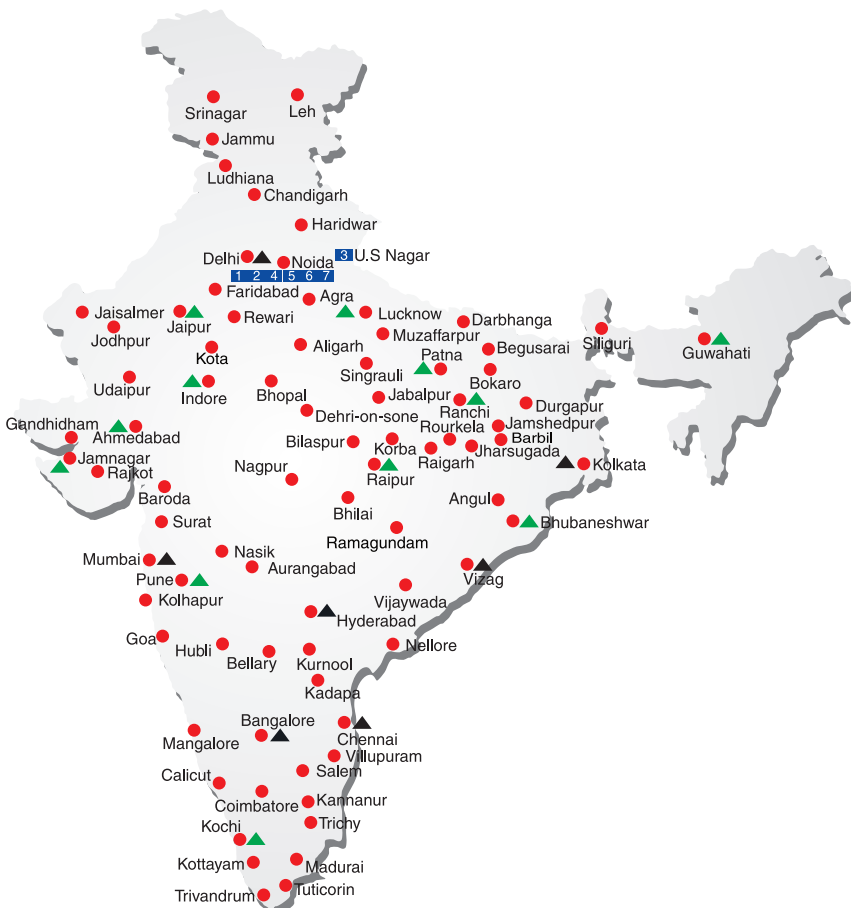 Srinagar
Leh
Jammu
Ludhiana
Chandigarh
Haridwar
Delhi
Noida
3 U.S Nagar
1 2 4 5 6 7
Faridabad
Agra
Jaisalmer
Jaipur
Rewari
Lucknow
Darbhanga
Jodhpur
Muzaffarpur
Siliguri
Guwahati
Kota
Aligarh
Patna
Begusarai
Singrauli
Udaipur
Indore
Bhopal
Bokaro
Jabalpur
Ranchi
Durgapur
Dehri-on-sone
Gandhidham
Ahmedabad
Rourkela
Jamshedpur
Bilaspur
Korba
Barbil
Raigarh
Jharsugada
Jamnagar
Rajkot
Nagpur
Raipur
Kolkata
Baroda
Bhilai
Angul
Surat
Bhubaneshwar
Ramagundam
Mumbai
Nasik
Aurangabad
Pune
Vizag
Kolhapur
Vijaywada
Hyderabad
Goa
Hubli
Bellary
Kurnool
Nellore
Kadapa
Bangalore
Mangalore
Chennai
Villupuram
Calicut
Salem
Coimbatore
Kannanur
Kochi
Trichy
Kottayam
Madurai
Trivandrum
Tuticorin